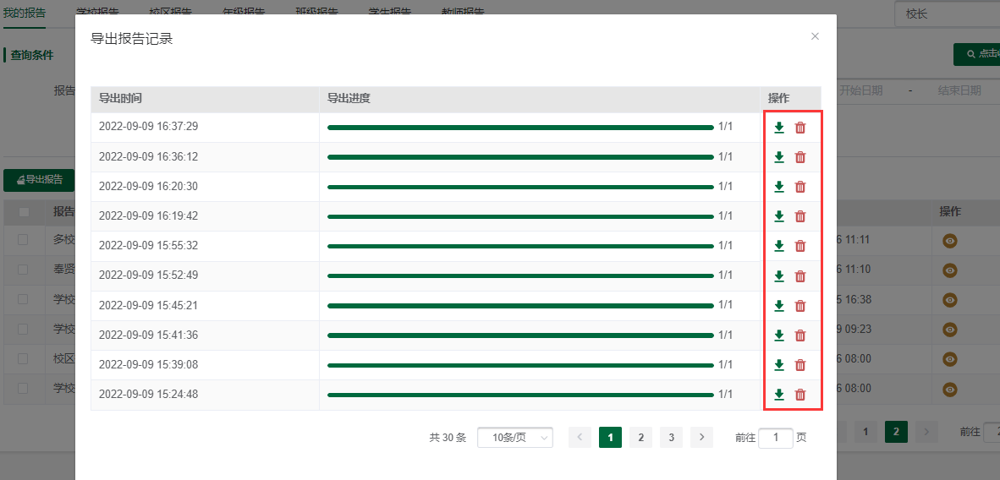 我的报告 学校报告 校区报告 年级报告 班级报告 学生报告 教师报告 校长
导出报告记录
查询条件 点击
报告 开始日期 - 结束日期
导出时间 导出进度 操作
2022-09-09 16:37:29 1/1
2022-09-09 16:36:12 1/1
2022-09-09 16:20:30 1/1
导出报告
2022-09-09 16:19:42 1/1
报告 操作
2022-09-09 15:55:32 1/1
多校 11:11
2022-09-09 15:52:49 1/1
奉贤 11:10
2022-09-09 15:45:21 1/1
学校 16:38
2022-09-09 15:41:36 1/1
学校 09:23
2022-09-09 15:39:08 1/1
校区 08:00
2022-09-09 15:24:48 1/1
学校 08:00
共 30 条 10条/页 < 1 2 3 > 前往 1 页
1 2 > 前往